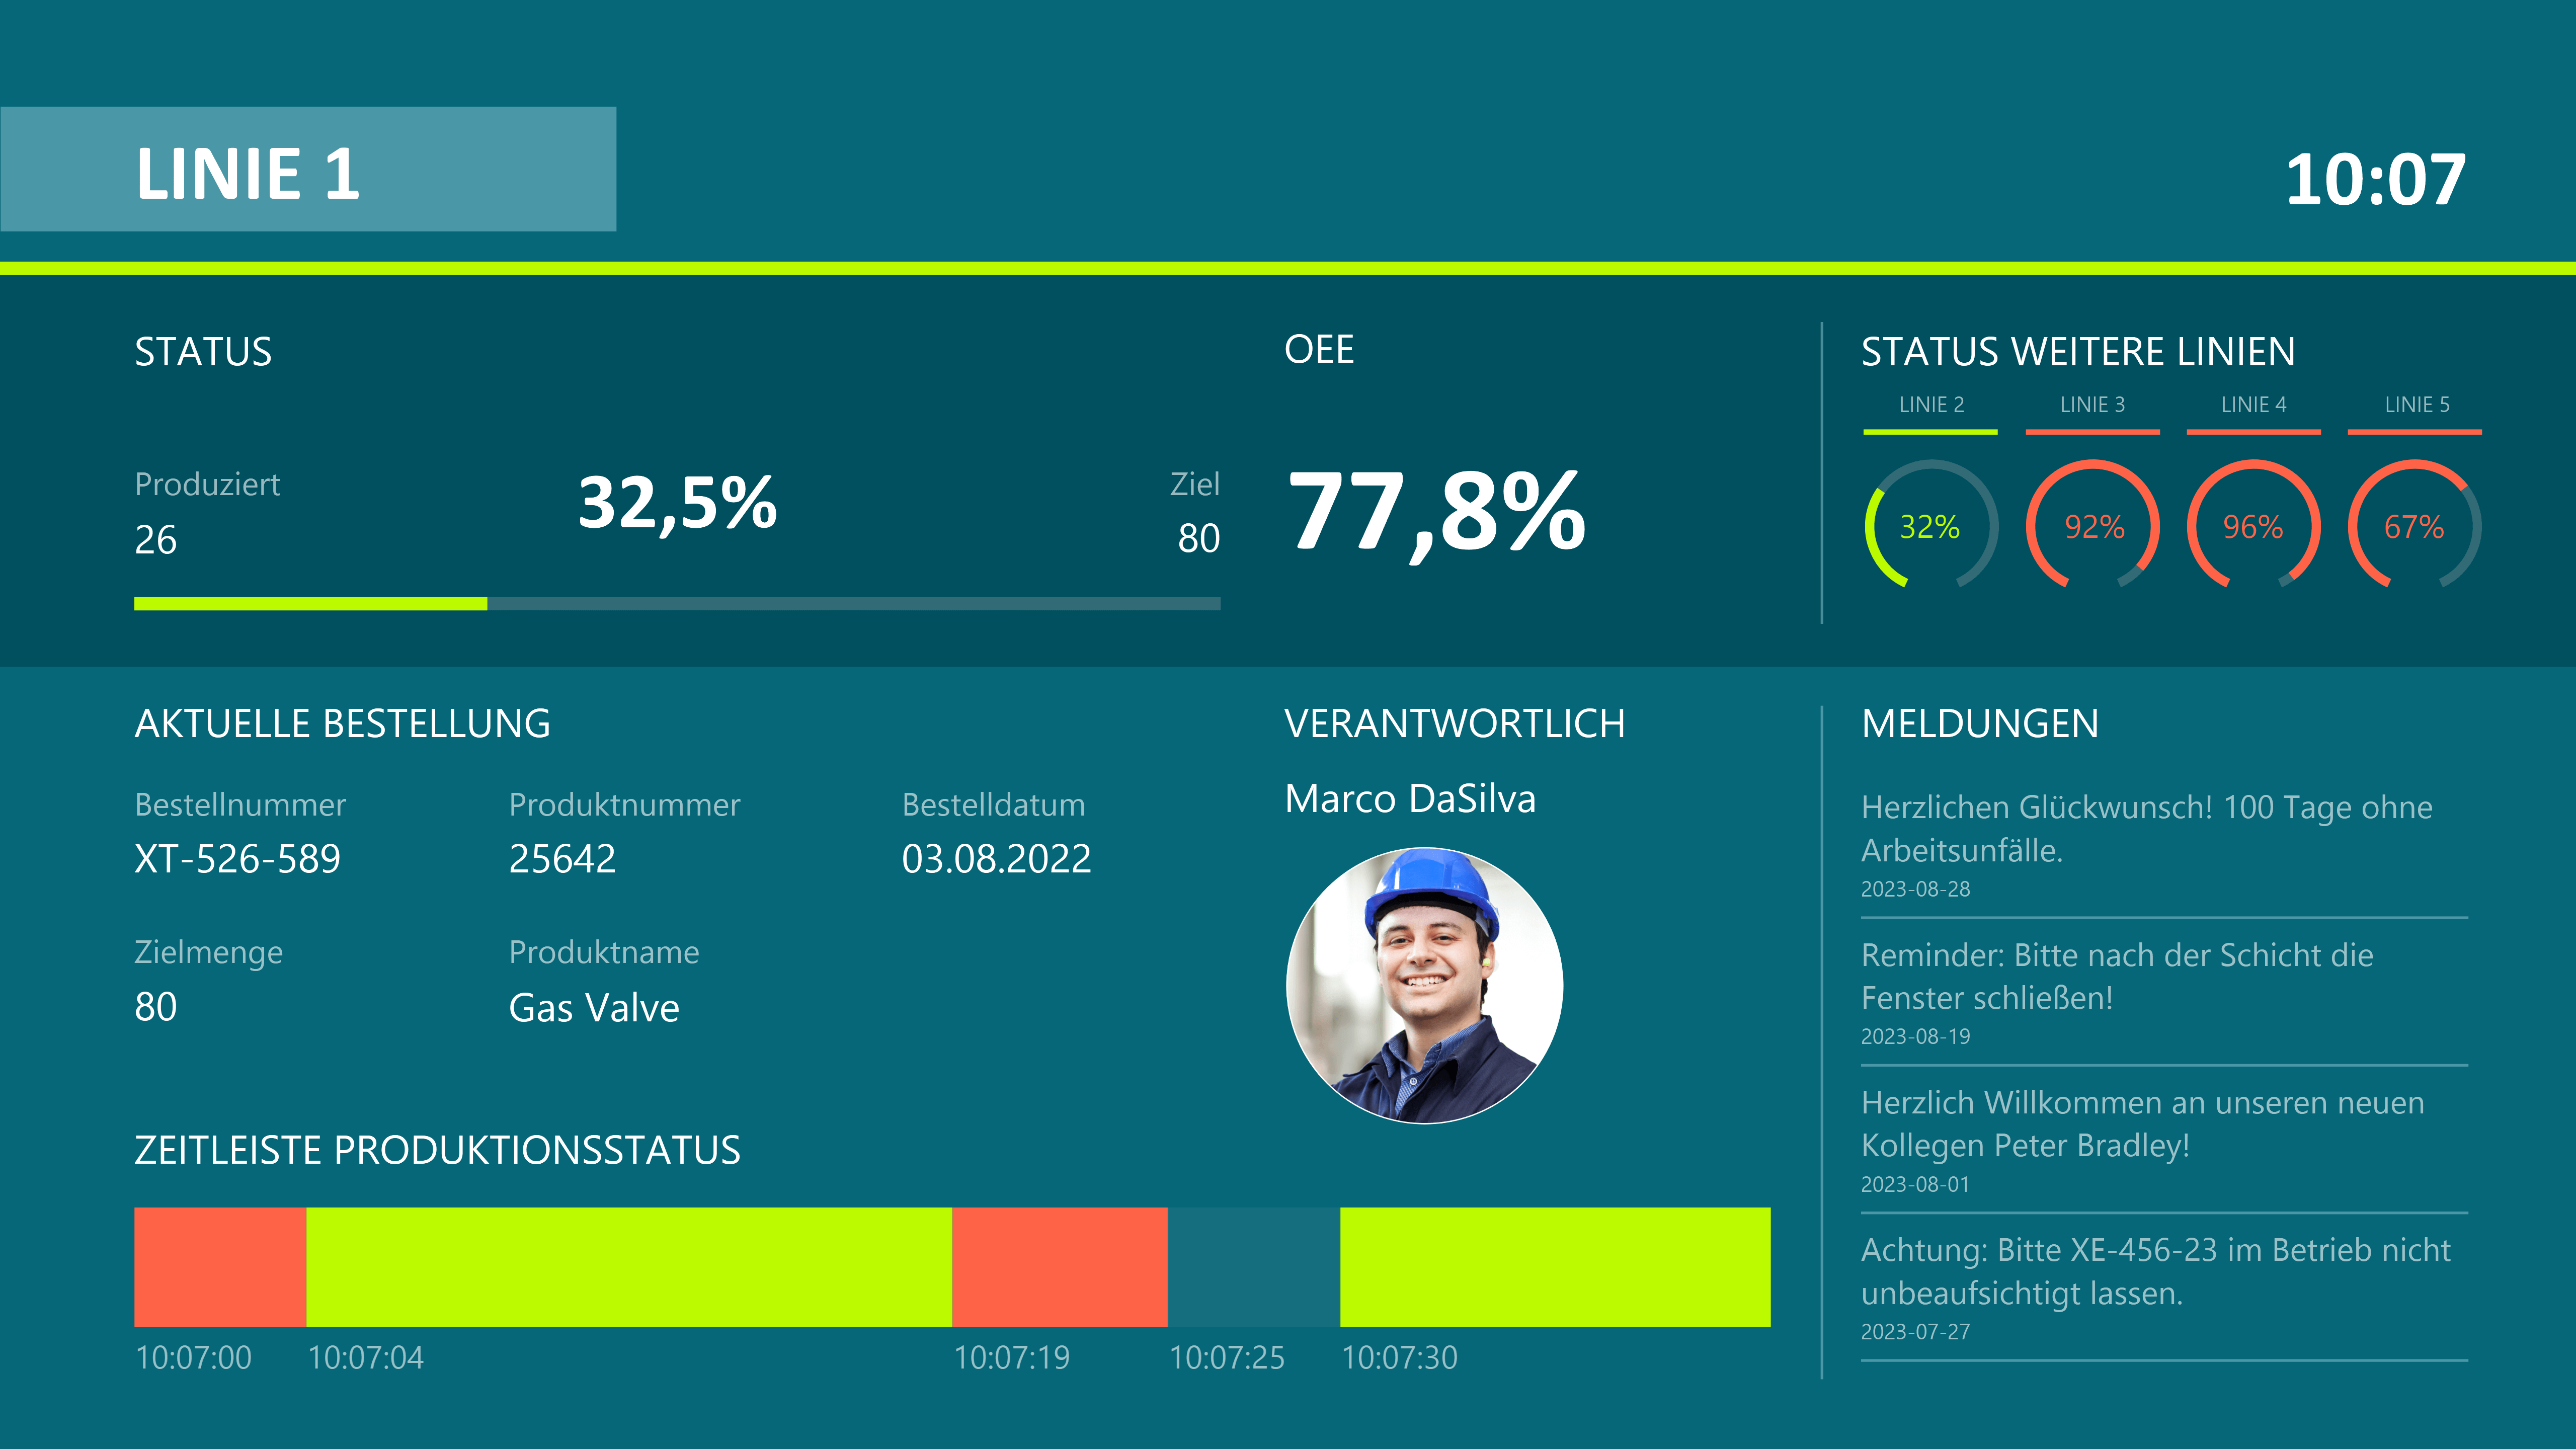 LINIE 1
10:07
STATUS
Produziert
26
32,5%
Ziel
80
OEE
77,8%
STATUS WEITERE LINIEN
LINIE 2
LINIE 3
LINIE 4
LINIE 5
32%
92%
96%
67%
AKTUELLE BESTELLUNG
Bestellnummer
XT-526-589
Produktnummer
25642
Bestelldatum
03.08.2022
Zielmenge
80
Produktname
Gas Valve
VERANTWORTLICH
Marco DaSilva
ZEITLEISTE PRODUKTIONSSTATUS
10:07:00
10:07:04
10:07:19
10:07:25
10:07:30
MELDUNGEN
Herzlichen Glückwunsch! 100 Tage ohne
Arbeitsunfälle.
2023-08-28
Reminder: Bitte nach der Schicht die
Fenster schließen!
2023-08-19
Herzlich Willkommen an unseren neuen
Kollegen Peter Bradley!
2023-08-01
Achtung: Bitte XE-456-23 im Betrieb nicht
unbeaufsichtigt lassen.
2023-07-27